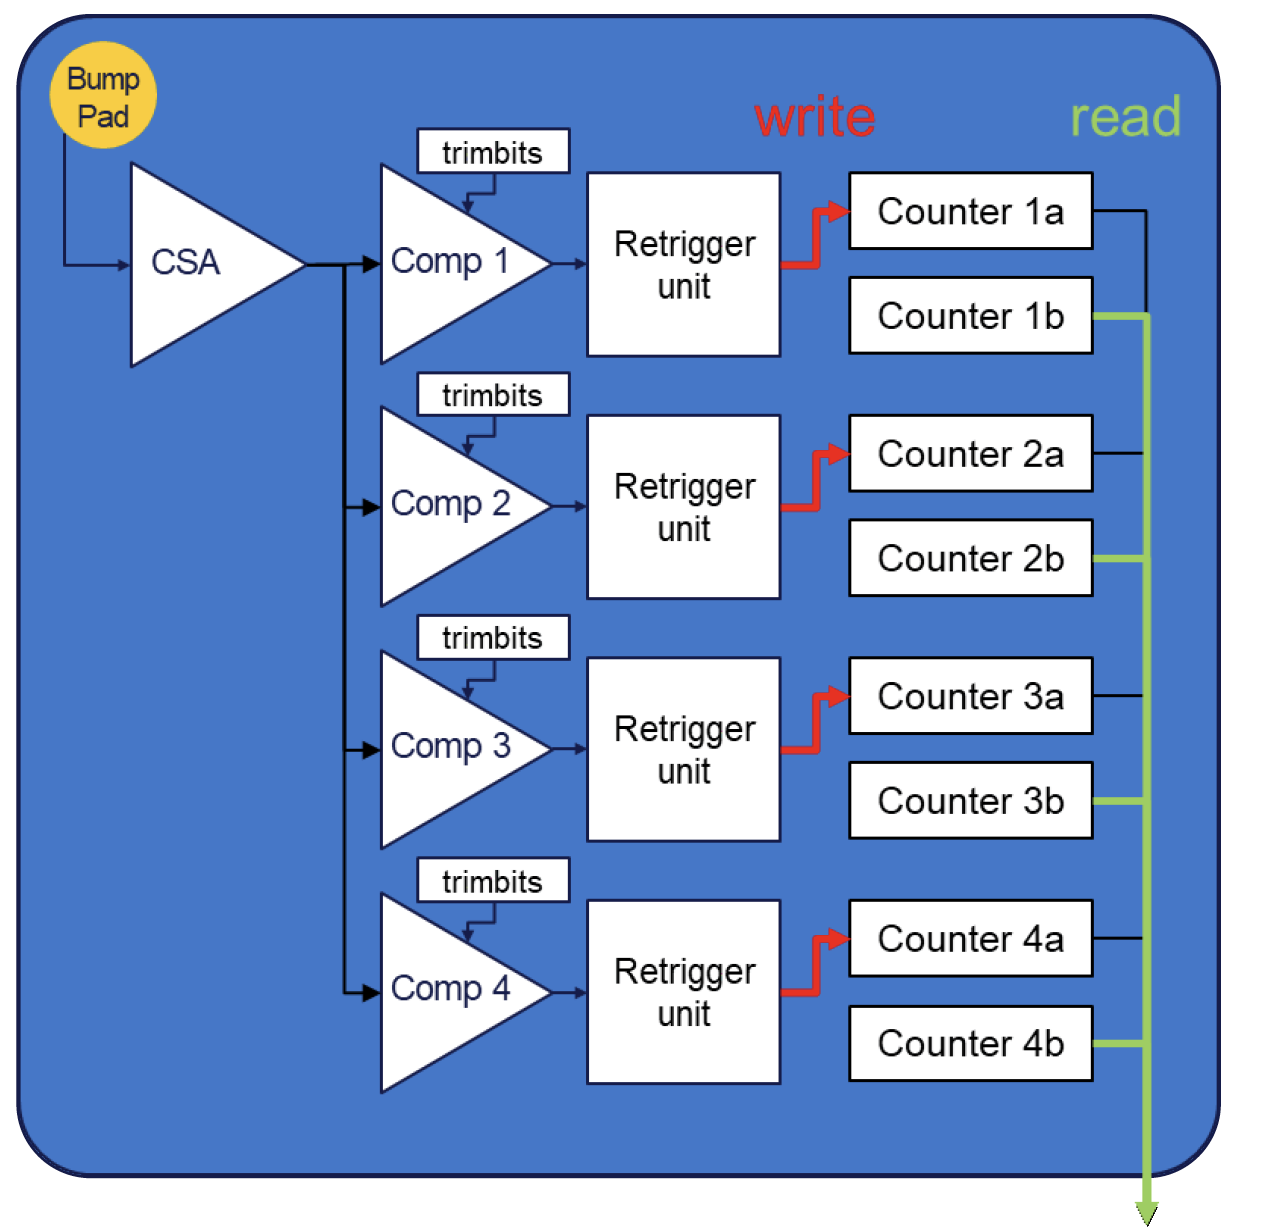 Bump
Pad
write
read
trimbits
CSA
Comp 1
Retrigger
unit
Counter 1a
Counter 1b
trimbits
Comp 2
Retrigger
unit
Counter 2a
Counter 2b
trimbits
Comp 3
Retrigger
unit
Counter 3a
Counter 3b
trimbits
Comp 4
Retrigger
unit
Counter 4a
Counter 4b